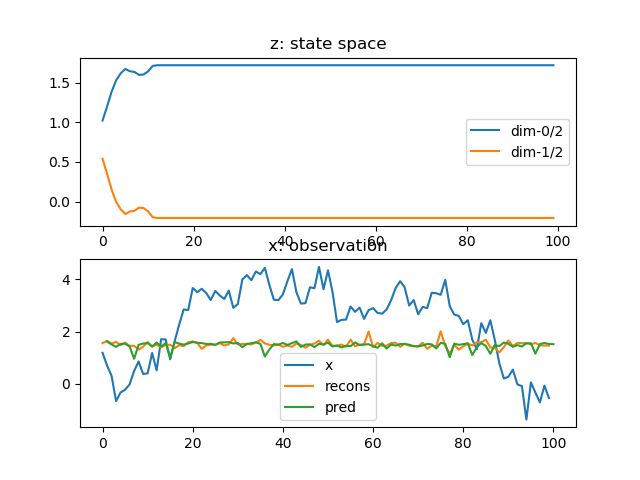 z: state space
1.5
1.0
0.5
0.0
dim-0/2
dim-1/2
0 20 40 60 80 100
x: observation
4
2
0
x
recons
pred
0 20 40 60 80 100